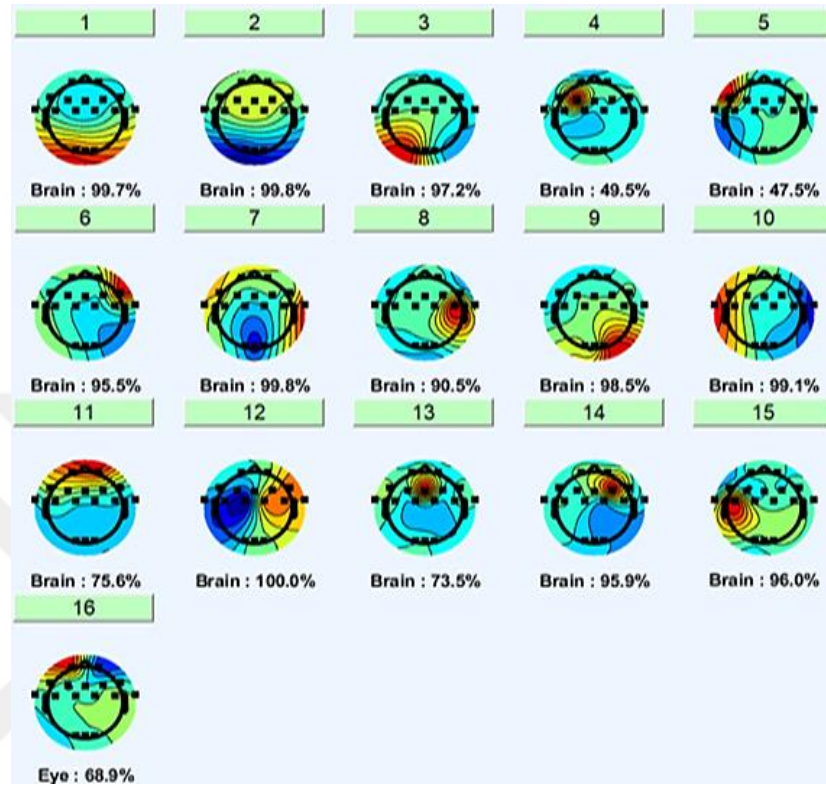 1 2 3 4 5
Brain : 99.7% Brain : 99.8% Brain : 97.2% Brain : 49.5% Brain : 47.5%
6 7 8 9 10
Brain : 95.5% Brain : 99.8% Brain : 90.5% Brain : 98.5% Brain : 99.1%
11 12 13 14 15
Brain : 75.6% Brain : 100.0% Brain : 73.5% Brain : 95.9% Brain : 96.0%
16
Eye : 68.9%